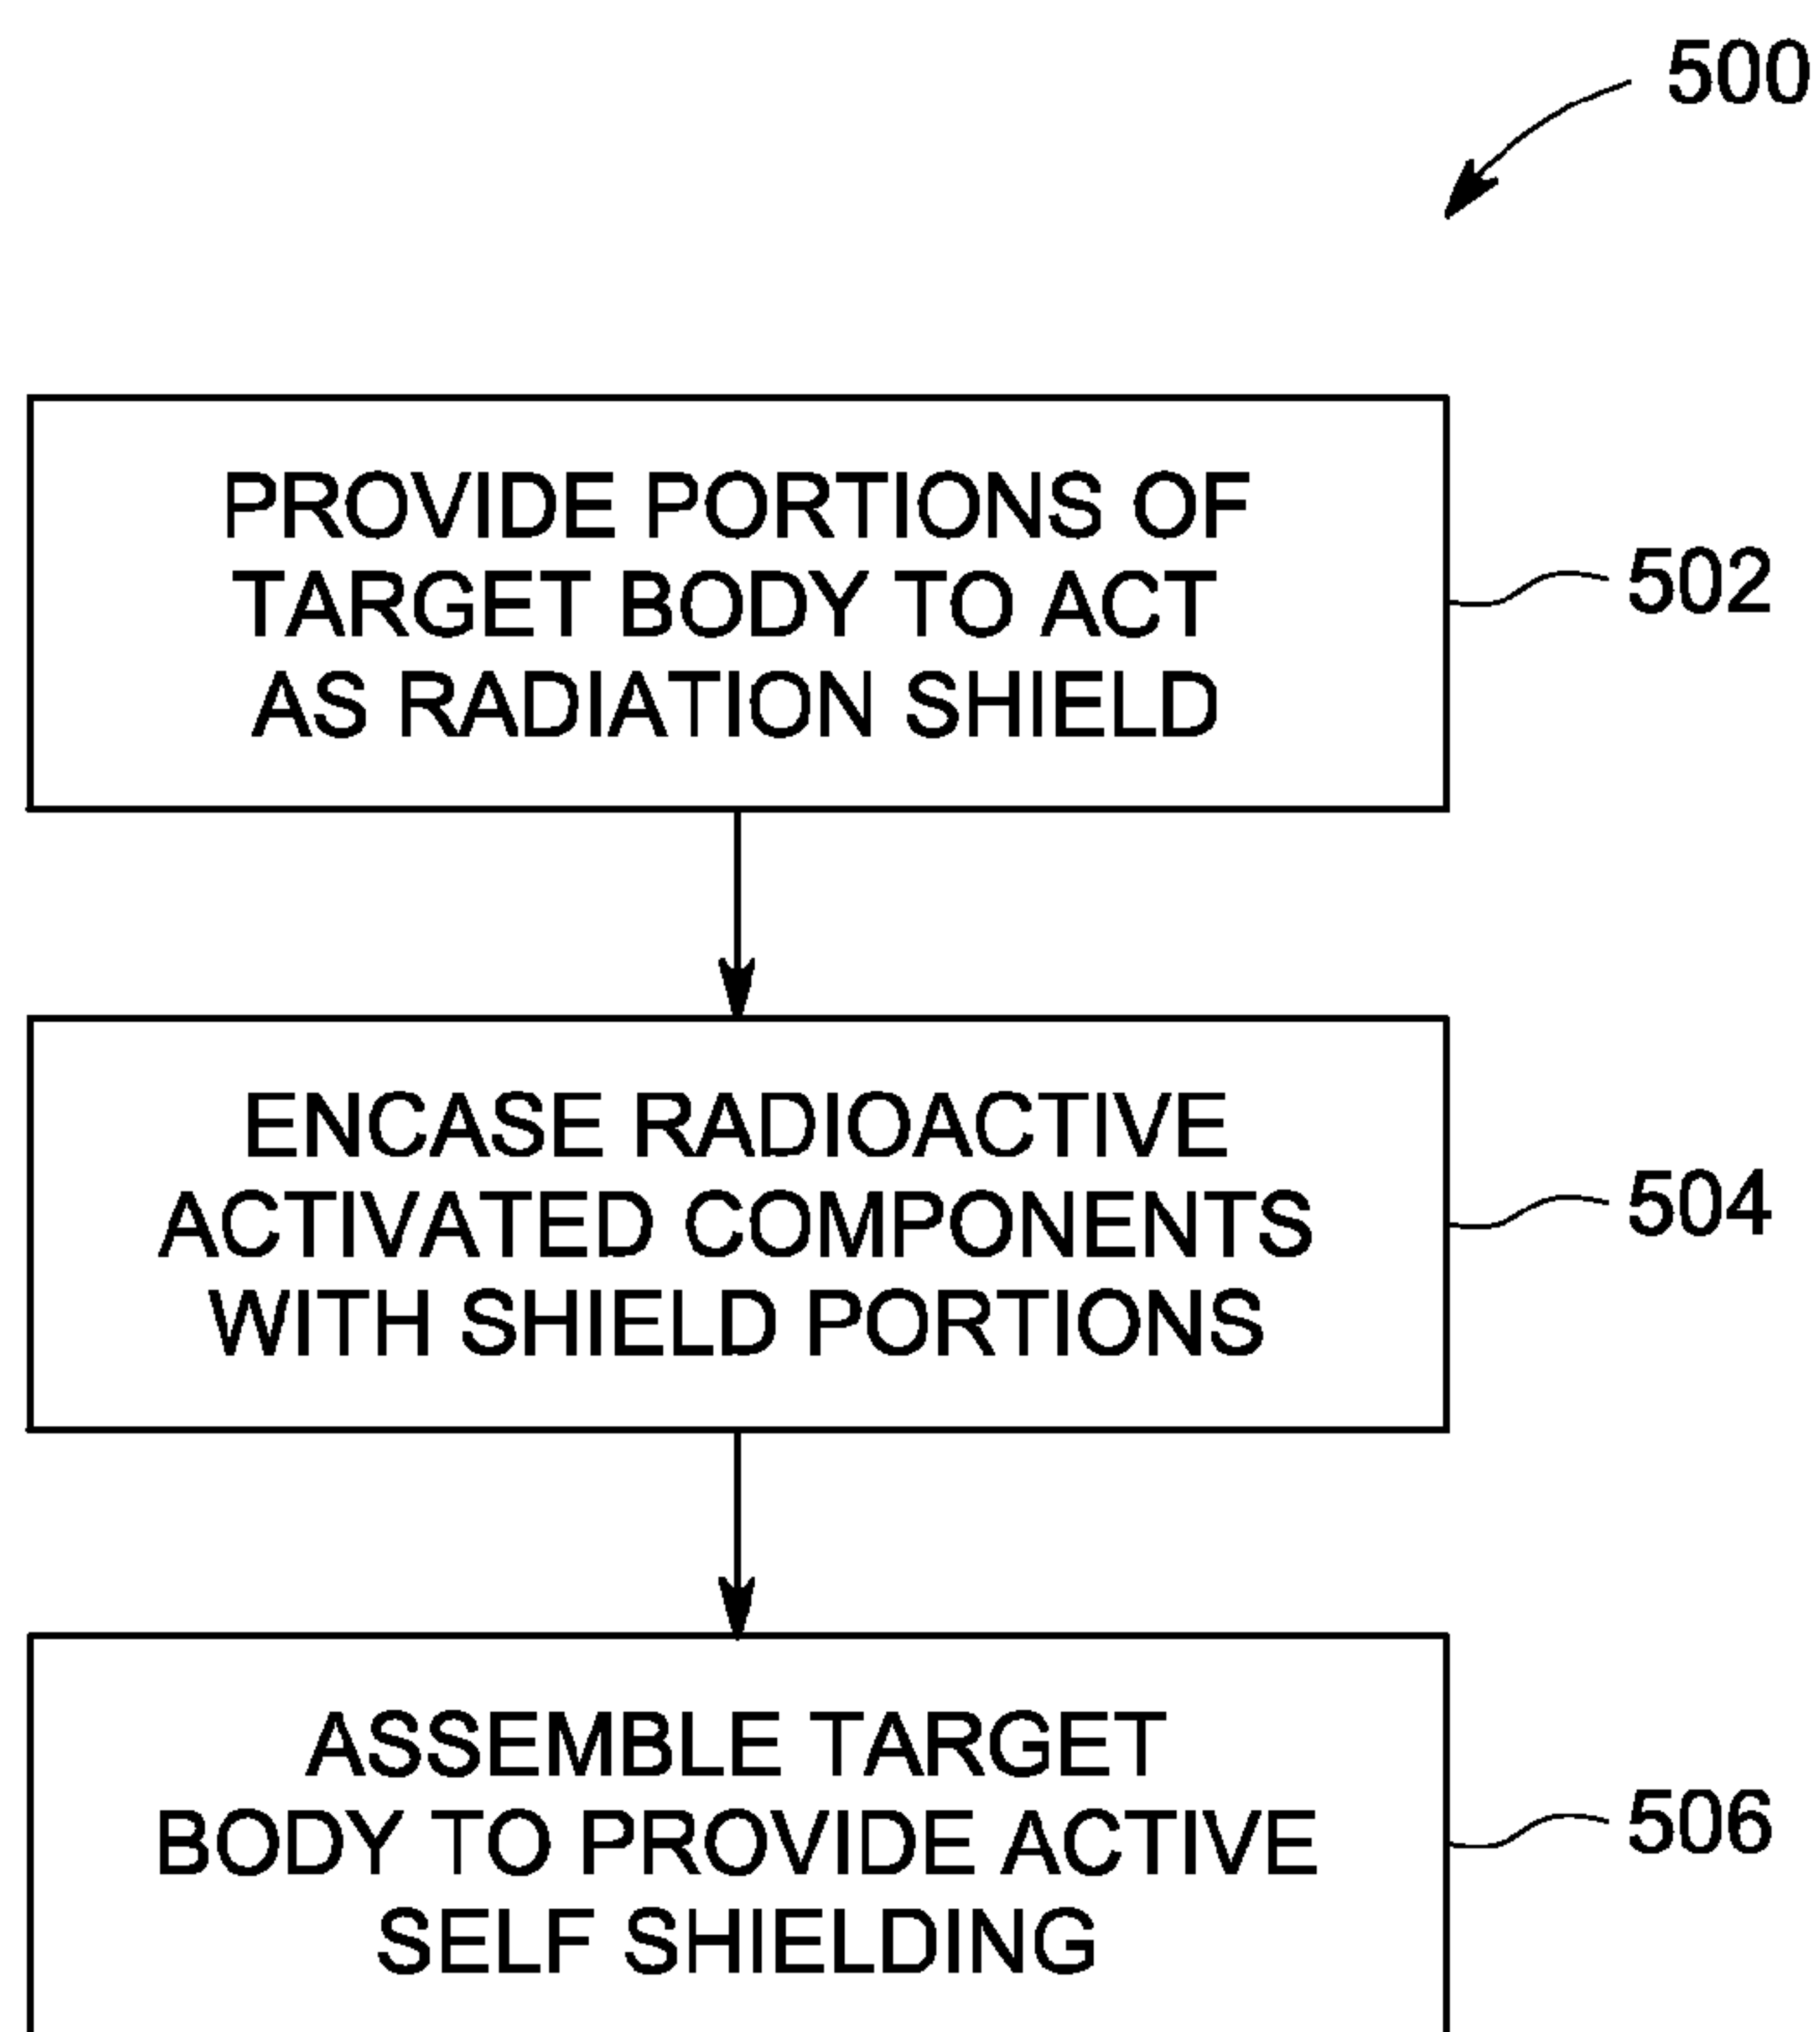 500
PROVIDE PORTIONS OF
TARGET BODY TO ACT
AS RADIATION SHIELD
502
ENCASE RADIOACTIVE
ACTIVATED COMPONENTS
WITH SHIELD PORTIONS
504
ASSEMBLE TARGET
BODY TO PROVIDE ACTIVE
SELF SHIELDING
506